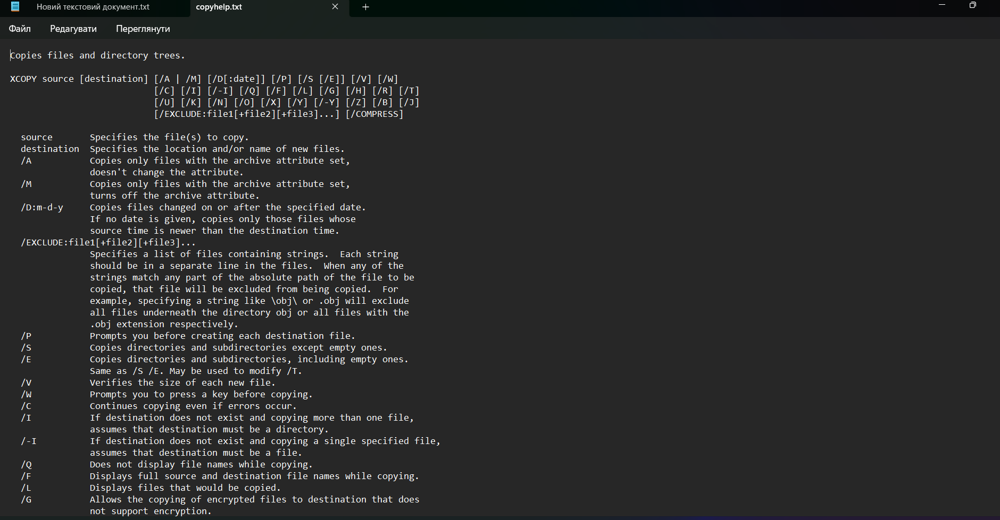 Новий текстовий документ.txt
copyhelp.txt
Файл Редагувати Переглянути
Copies files and directory trees.
XCOPY source [destination] [/A | /M] [/D[:date]] [/P] [/S [/E]] [/V] [/W]
[/C] [/I] [/-I] [/Q] [/F] [/L] [/G] [/H] [/R] [/T]
[/U] [/K] [/N] [/O] [/X] [/Y] [/-Y] [/Z] [/B] [/J]
[/EXCLUDE:file1[+file2][+file3]...] [/COMPRESS]
source Specifies the file(s) to copy.
destination Specifies the location and/or name of new files.
/A Copies only files with the archive attribute set,
doesn't change the attribute.
/M Copies only files with the archive attribute set,
turns off the archive attribute.
/D:m-d-y Copies files changed on or after the specified date.
If no date is given, copies only those files whose
source time is newer than the destination time.
/EXCLUDE:file1[+file2][+file3]...
Specifies a list of files containing strings.  Each string
should be in a separate line in the files.  When any of the
strings match any part of the absolute path of the file to be
copied, that file will be excluded from being copied.  For
example, specifying a string like \obj\ or .obj will exclude
all files underneath the directory obj or all files with the
.obj extension respectively.
/P Prompts you before creating each destination file.
/S Copies directories and subdirectories except empty ones.
/E Copies directories and subdirectories, including empty ones.
Same as /S /E. May be used to modify /T.
/V Verifies the size of each new file.
/W Prompts you to press a key before copying.
/C Continues copying even if errors occur.
/I If destination does not exist and copying more than one file,
assumes that destination must be a directory.
/-I If destination does not exist and copying a single specified file,
assumes that destination must be a file.
/Q Does not display file names while copying.
/F Displays full source and destination file names while copying.
/L Displays files that would be copied.
/G Allows the copying of encrypted files to destination that does
not support encryption.